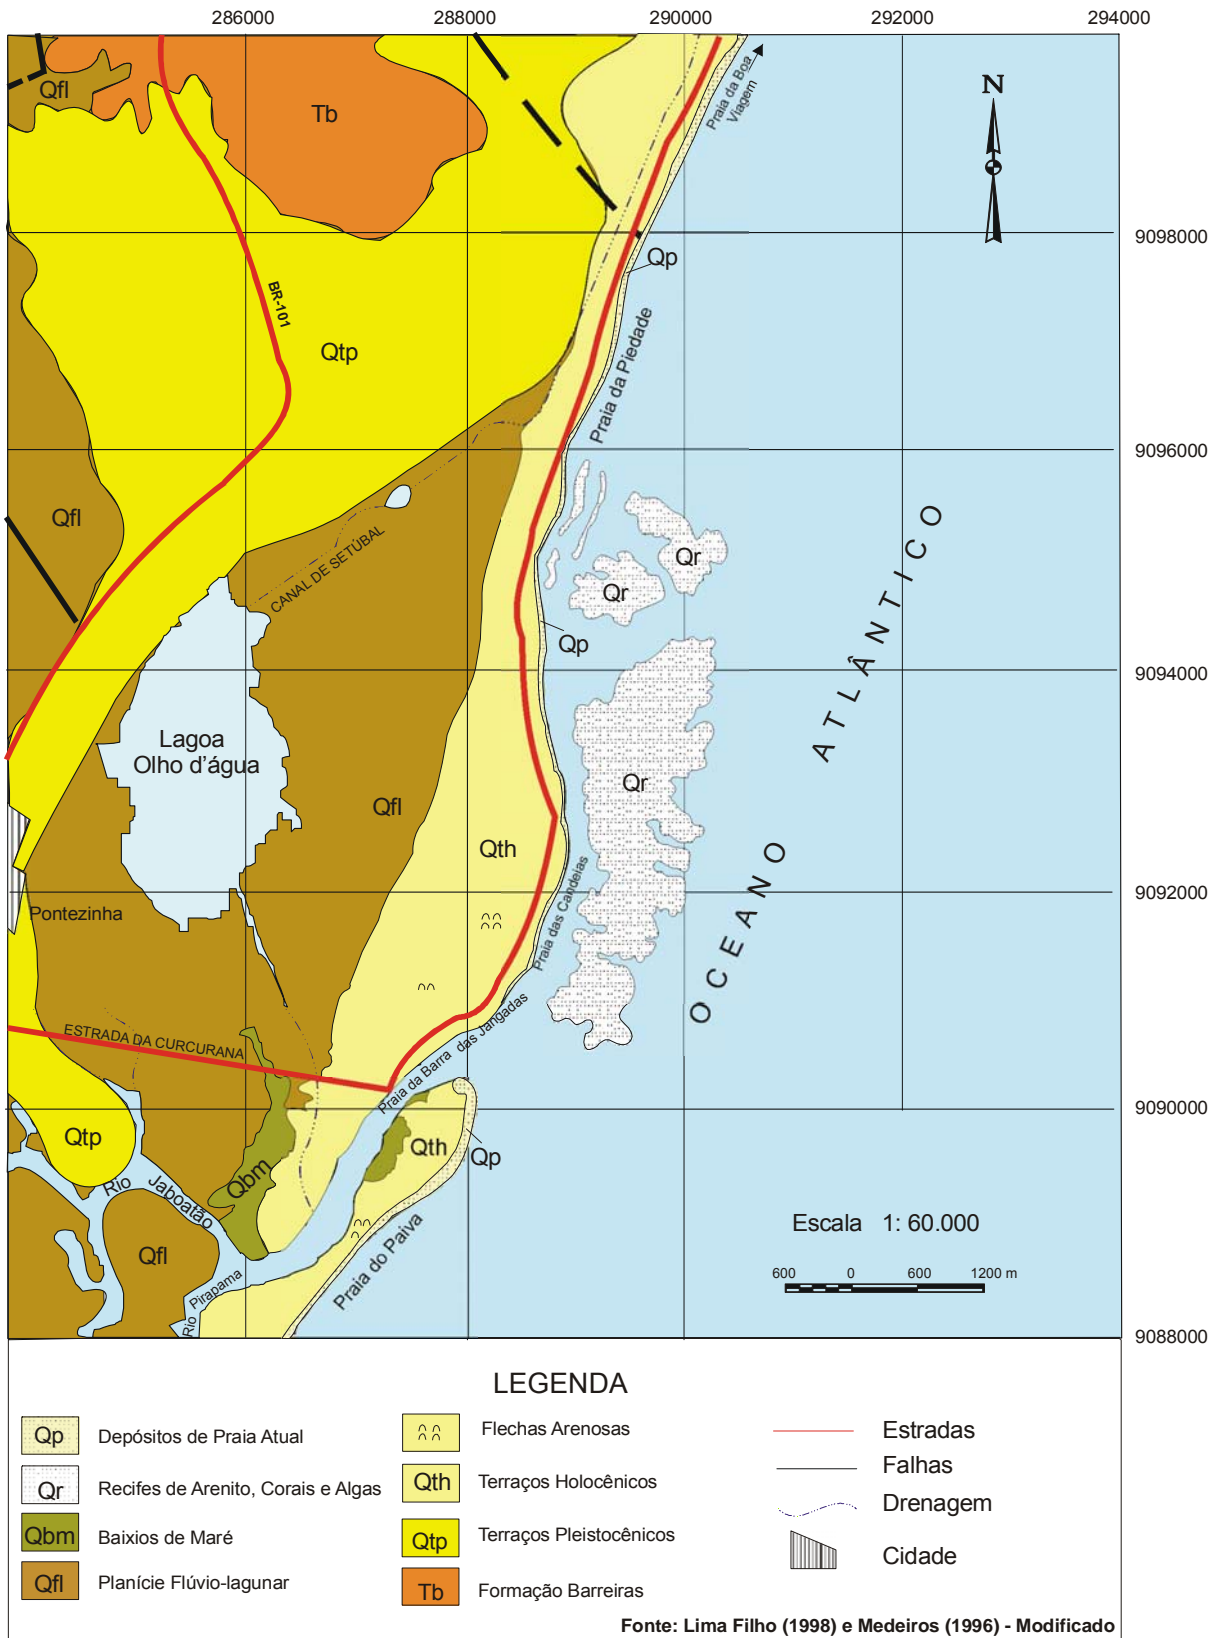 286000
288000
290000
292000
294000
Qfl
Tb
Praia da Boa
Viagem
N
9098000
Qp
BR-101
Qtp
Praia da Piedade
9096000
Qfl
CANAL DE SETÚBAL
Qr
Qr
Qp
9094000
Lagoa
Olho d'água
Qfl
Qr
Qth
OCEANO ATLÂNTICO
Praia das Candeias
9092000
Pontezinha
ESTRADA DA CURCURANA
Praia da Barra das Jangadas
9090000
Qtp
Qth
Qp
Qbm
Rio Jaboatão
Qfl
Praia do Paiva
Rio Pirapama
Escala 1: 60.000
600 0 600 1200 m
9088000
LEGENDA
Qp Depósitos de Praia Atual
Qr Recifes de Arenito, Corais e Algas
Qbm Baixios de Maré
Qfl Planície Flúvio-lagunar
Flechas Arenosas
Qth Terraços Holocênicos
Qtp Terraços Pleistocênicos
Tb Formação Barreiras
Estradas
Falhas
Drenagem
Cidade
Fonte: Lima Filho (1998) e Medeiros (1996) - Modificado